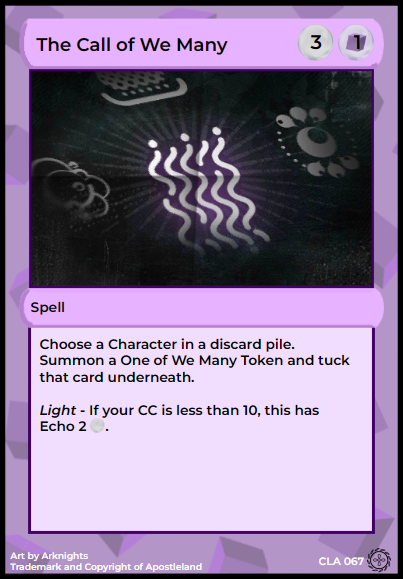 The Call of We Many
3 1
Spell
Choose a Character in a discard pile.
Summon a One of We Many Token and tuck
that card underneath.
Light - If your CC is less than 10, this has
Echo 2 .
Art by Arknights
Trademark and Copyright of Apostleland
CLA 067